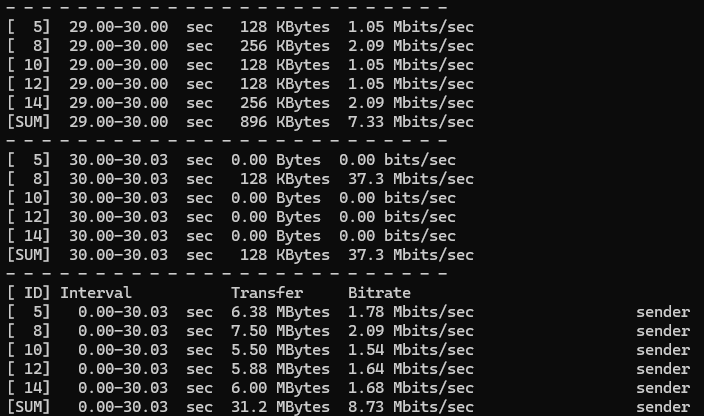 - - - - - - - - - - - - - - - - - - - - - - - - -
[  5]  29.00-30.00  sec   128 KBytes  1.05 Mbits/sec
[  8]  29.00-30.00  sec   256 KBytes  2.09 Mbits/sec
[ 10]  29.00-30.00  sec   128 KBytes  1.05 Mbits/sec
[ 12]  29.00-30.00  sec   128 KBytes  1.05 Mbits/sec
[ 14]  29.00-30.00  sec   256 KBytes  2.09 Mbits/sec
[SUM]  29.00-30.00  sec   896 KBytes  7.33 Mbits/sec
- - - - - - - - - - - - - - - - - - - - - - - - -
[  5]  30.00-30.03  sec  0.00 Bytes  0.00 bits/sec
[  8]  30.00-30.03  sec   128 KBytes  37.3 Mbits/sec
[ 10]  30.00-30.03  sec  0.00 Bytes  0.00 bits/sec
[ 12]  30.00-30.03  sec  0.00 Bytes  0.00 bits/sec
[ 14]  30.00-30.03  sec  0.00 Bytes  0.00 bits/sec
[SUM]  30.00-30.03  sec   128 KBytes  37.3 Mbits/sec
- - - - - - - - - - - - - - - - - - - - - - - - -
[ ID] Interval           Transfer     Bitrate
[  5]   0.00-30.03  sec  6.38 MBytes  1.78 Mbits/sec                  sender
[  8]   0.00-30.03  sec  7.50 MBytes  2.09 Mbits/sec                  sender
[ 10]   0.00-30.03  sec  5.50 MBytes  1.54 Mbits/sec                  sender
[ 12]   0.00-30.03  sec  5.88 MBytes  1.64 Mbits/sec                  sender
[ 14]   0.00-30.03  sec  6.00 MBytes  1.68 Mbits/sec                  sender
[SUM]   0.00-30.03  sec  31.2 MBytes  8.73 Mbits/sec                  sender